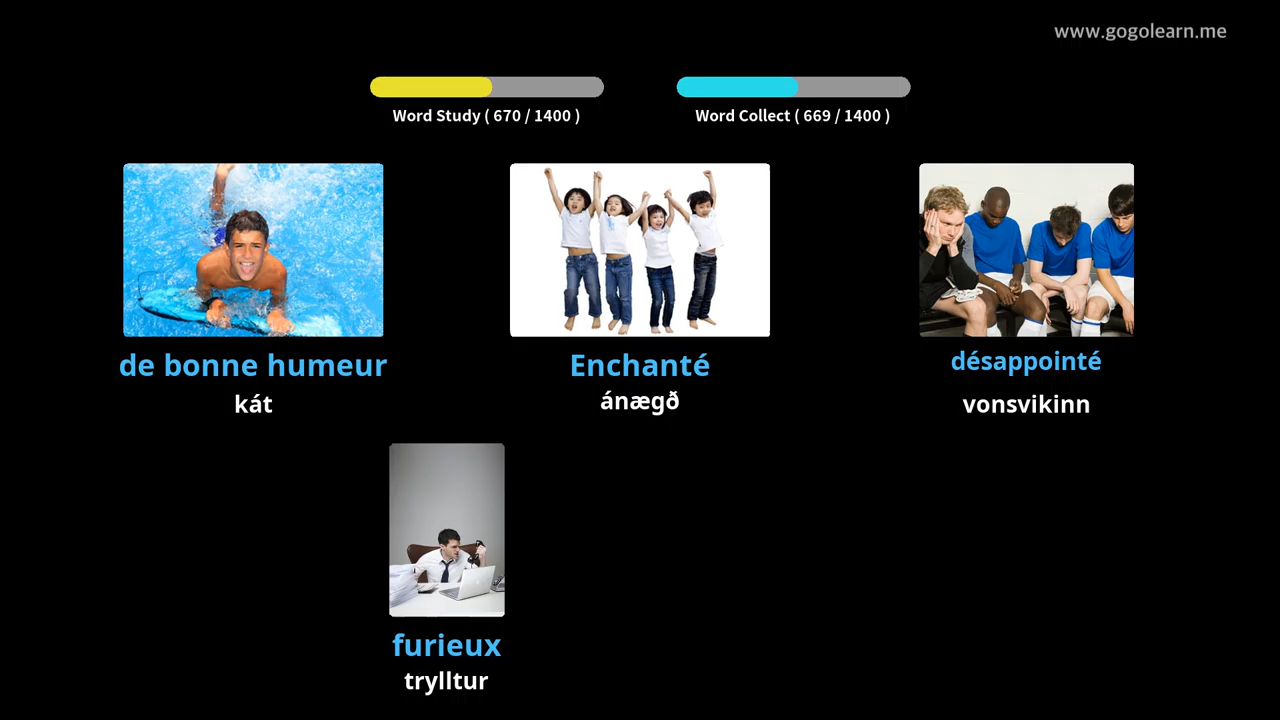 www.gogolearn.me
Word Study ( 670 / 1400 )
Word Collect ( 669 / 1400 )
de bonne humeur
kát
Enchanté
ánægð
désappointé
vonsvikinn
furieux
trylltur